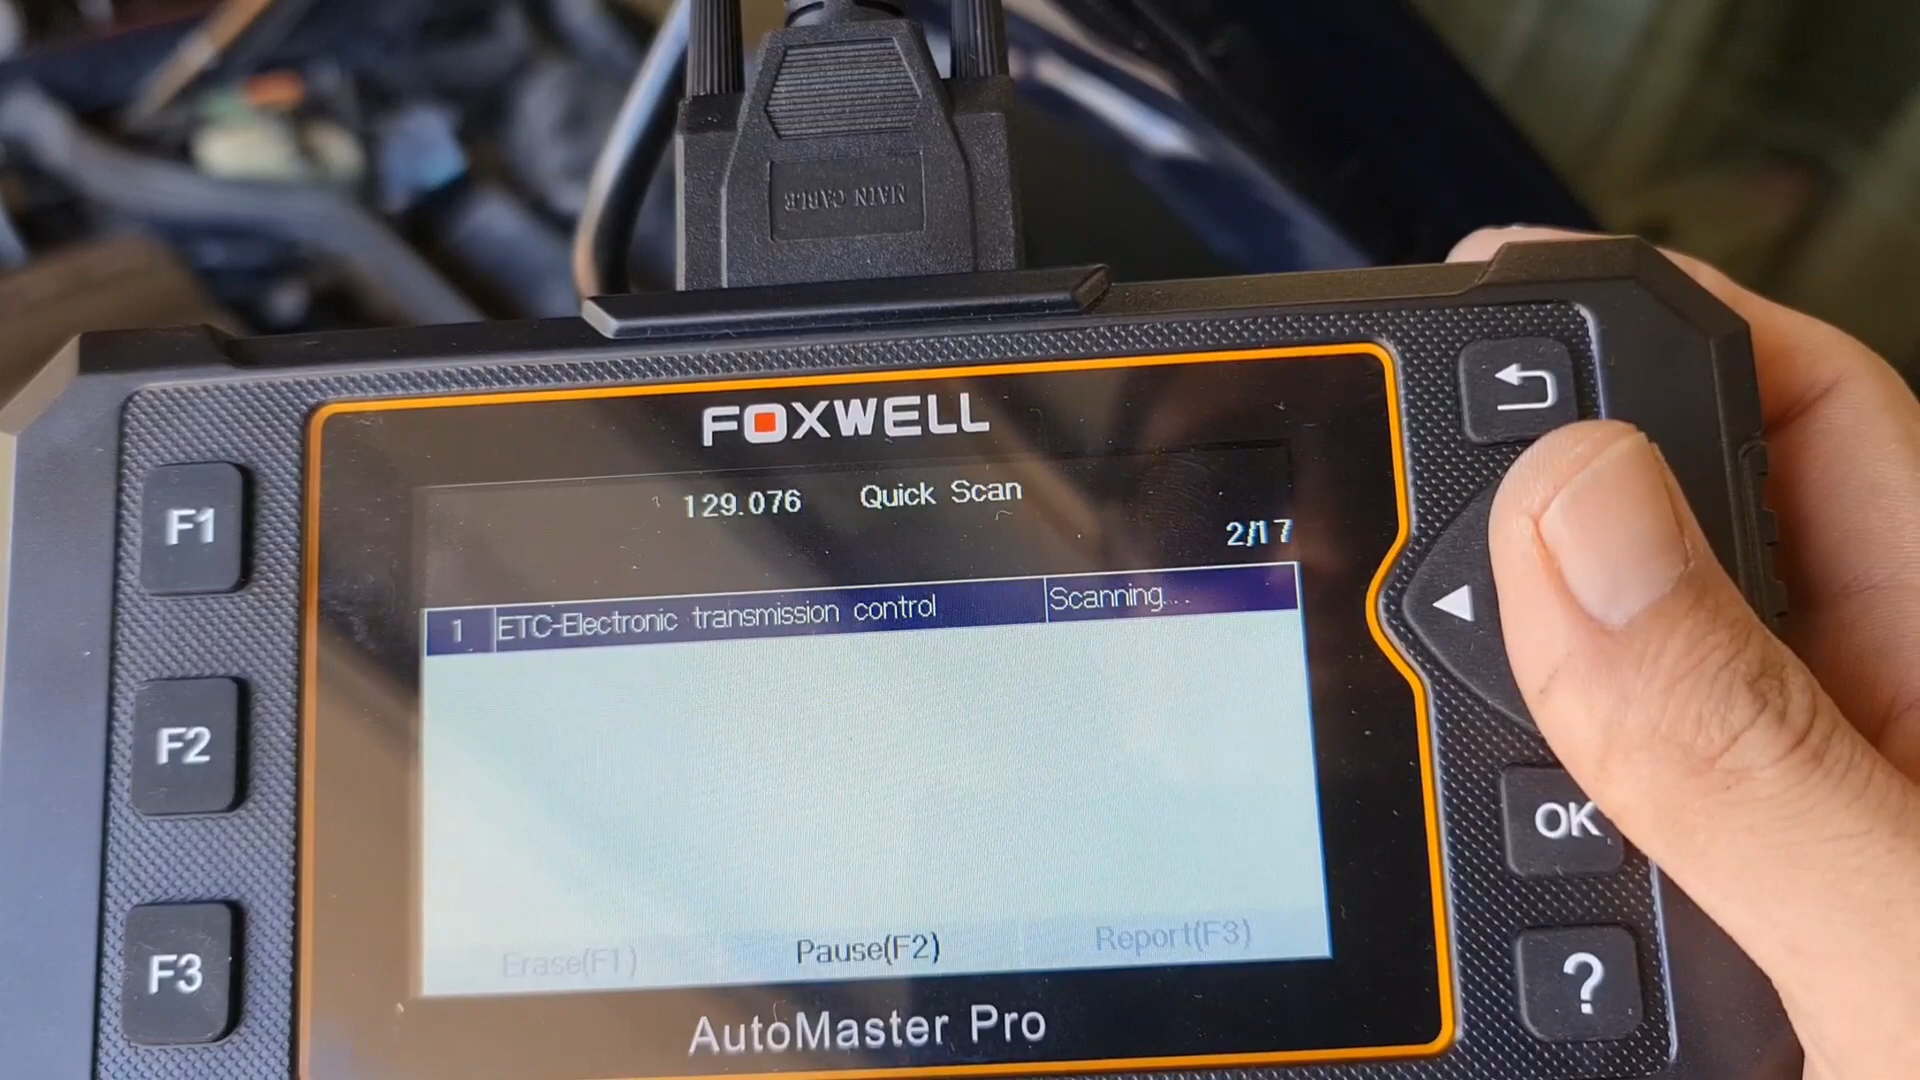 MAIN CABLE
FOXWELL
129.076 Quick Scan
2/17
1 ETC-Electronic transmission control Scanning...
Erase(F1) Pause(F2) Report(F3)
AutoMaster Pro
F1
F2
F3
OK
?